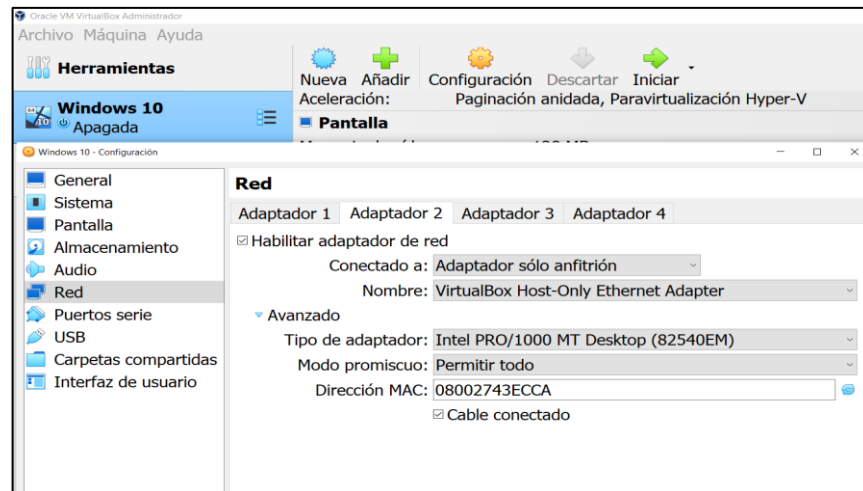 Oracle VM VirtualBox Administrador
Archivo Máquina Ayuda
Herramientas
Nueva Añadir Configuración Descartar Iniciar
Windows 10
Apagada
Aceleración: Paginación anidada, Paravirtualización Hyper-V
Pantalla
Windows 10 - Configuración
General
Sistema
Pantalla
Almacenamiento
Audio
Red
Puertos serie
USB
Carpetas compartidas
Interfaz de usuario
Red
Adaptador 1 Adaptador 2 Adaptador 3 Adaptador 4
Habilitar adaptador de red
Conectado a: Adaptador sólo anfitrión
Nombre: VirtualBox Host-Only Ethernet Adapter
Avanzado
Tipo de adaptador: Intel PRO/1000 MT Desktop (82540EM)
Modo promiscuo: Permitir todo
Dirección MAC: 08002743ECCA
Cable conectado